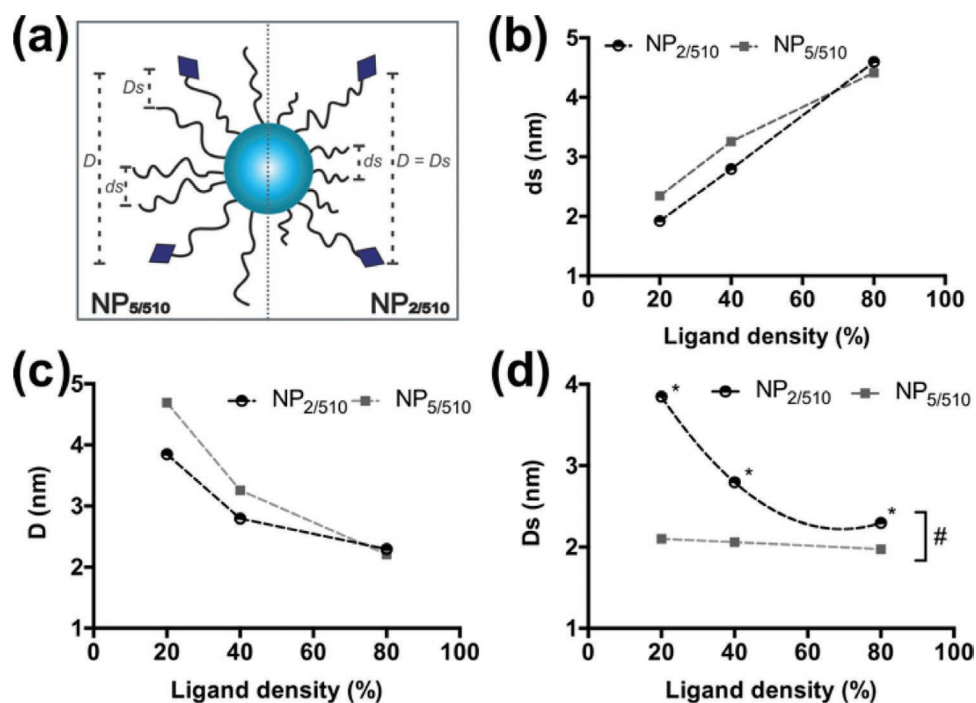 (a)
Ds
D
ds
ds
D = Ds
NP5/510
NP2/510
(b)
NP2/510
NP5/510
5
4
3
2
1
ds (nm)
0
20
40
60
80
100
Ligand density (%)
(c)
NP2/510
NP5/510
5
4
3
2
1
D (nm)
0
20
40
60
80
100
Ligand density (%)
(d)
NP2/510
NP5/510
4
3
2
1
Ds (nm)
*
*
*
#
0
20
40
60
80
100
Ligand density (%)